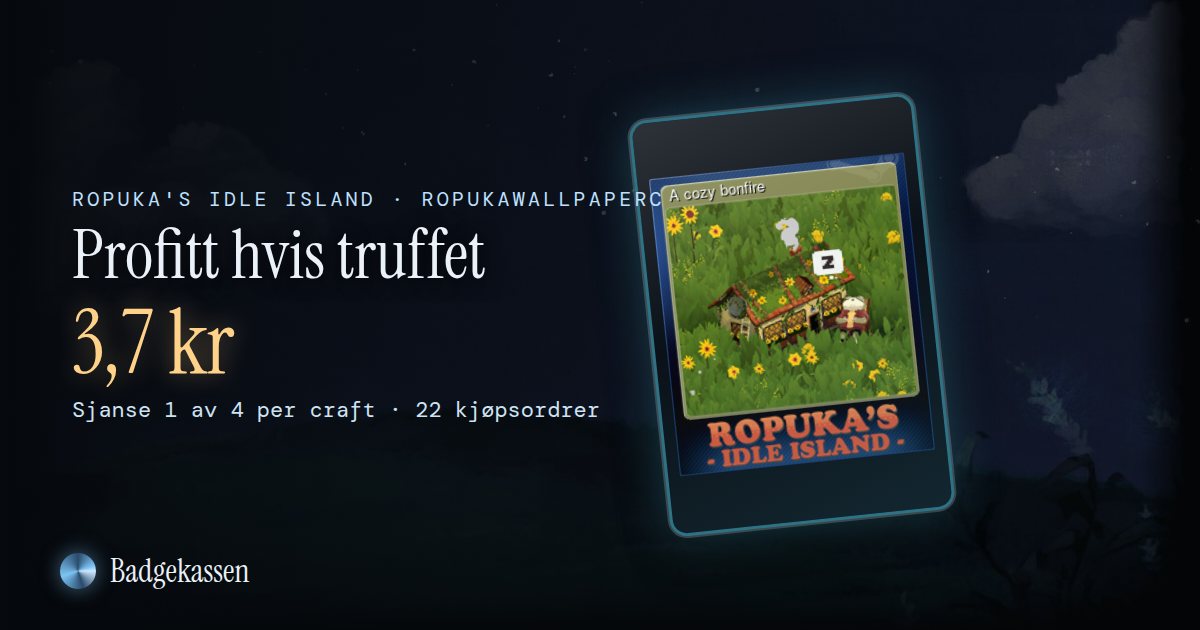 ROPUKA'S IDLE ISLAND · ROPUKAWALLPAPERC
Profitt hvis truffet
3,7 kr
Sjanse 1 av 4 per craft · 22 kjøpsordrer
A cozy bonfire
Z
ROPUKA'S
- IDLE ISLAND -
Badgekassen